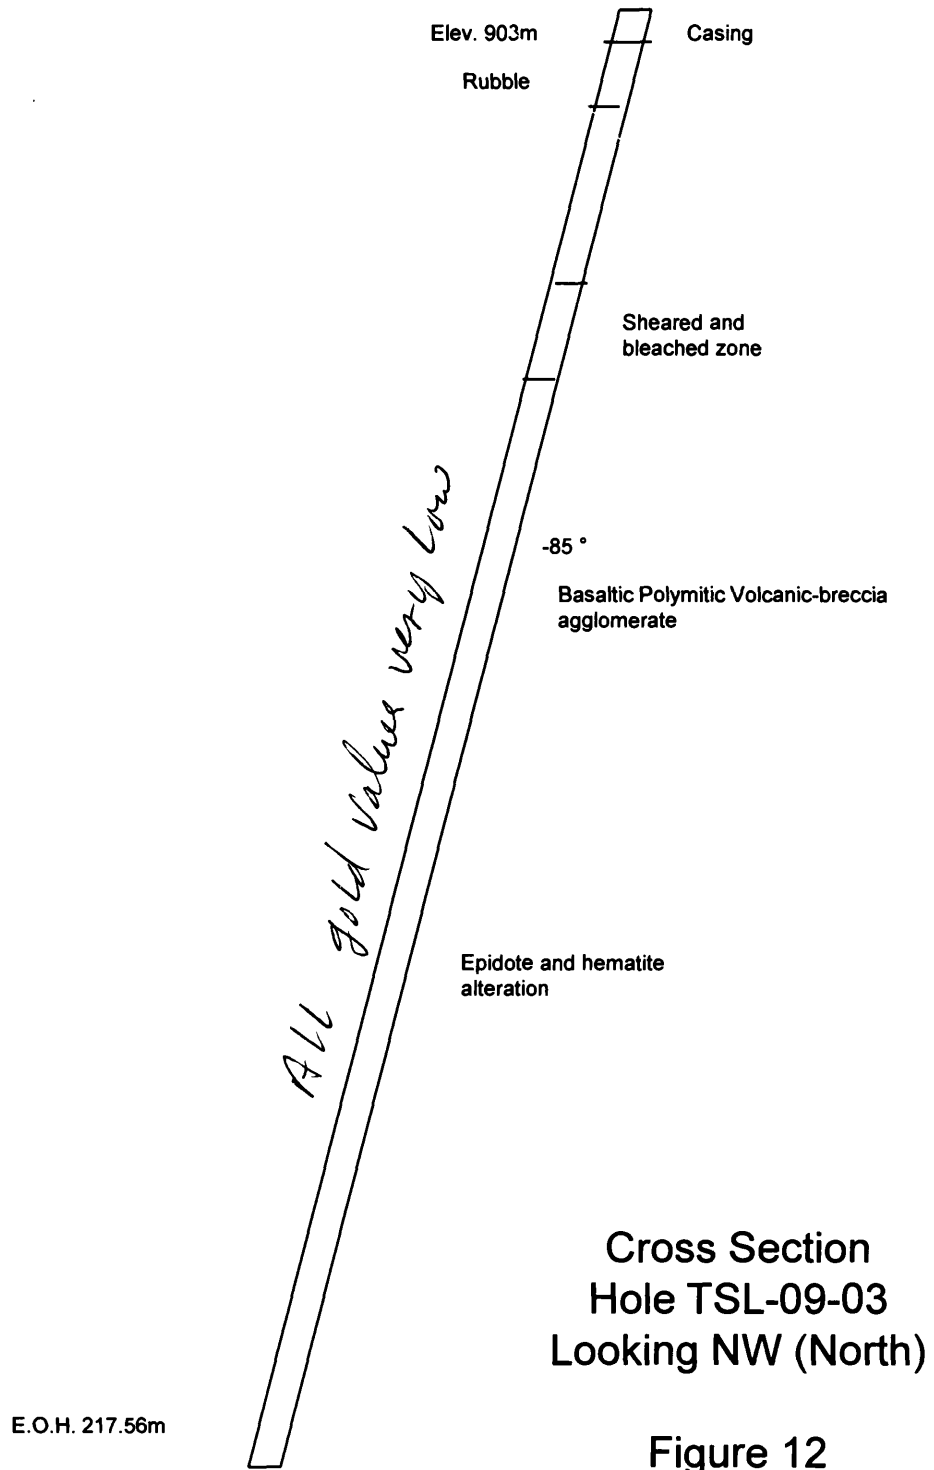 Elev. 903m
Casing
Rubble
Sheared and
bleached zone
-85 °
Basaltic Polymitic Volcanic-breccia
agglomerate
All gold values very low
Epidote and hematite
alteration
Cross Section
Hole TSL-09-03
Looking NW (North)
E.O.H. 217.56m
Figure 12